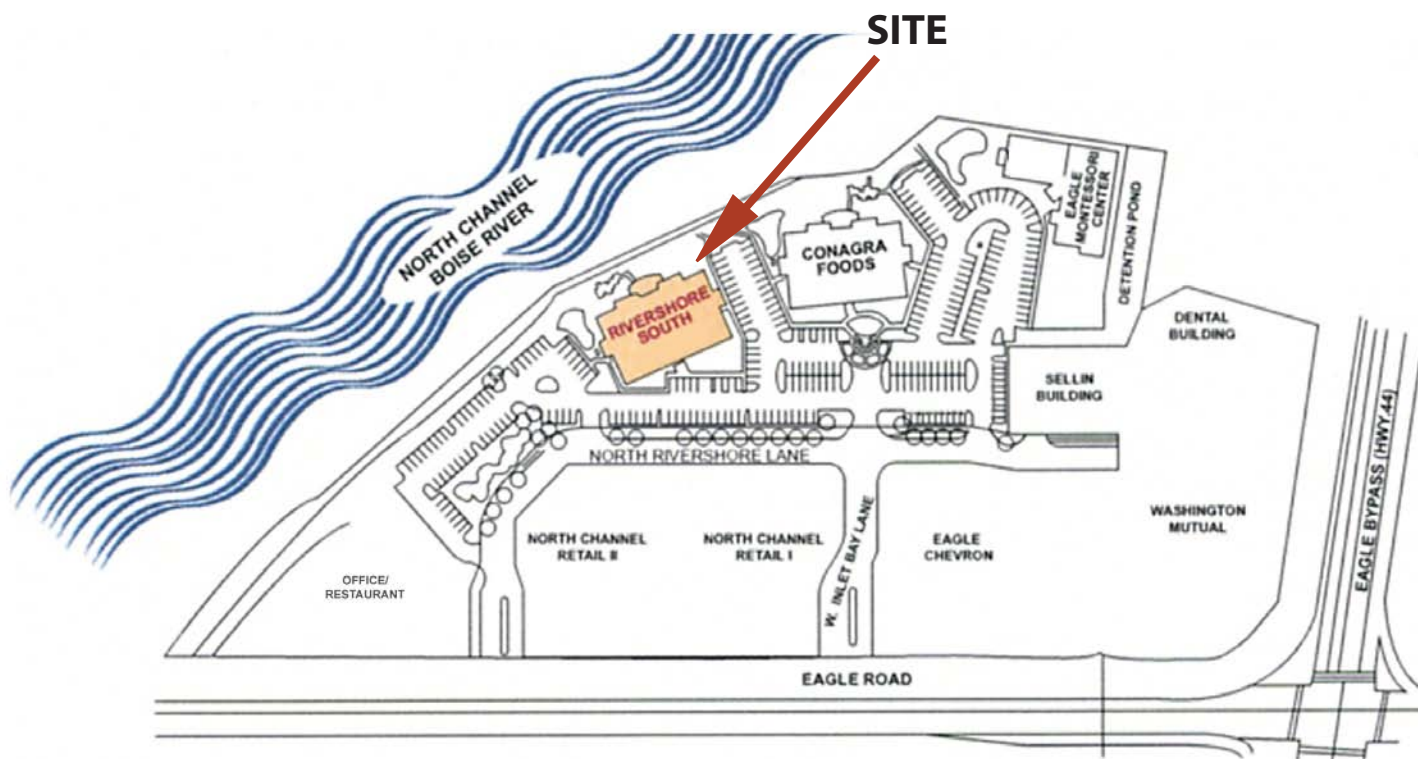 SITE
NORTH CHANNEL
BOISE RIVER
EAGLE
MONTESSORI
CENTER
DETENTION POND
CONAGRA
FOODS
RIVERSHORE
SOUTH
DENTAL
BUILDING
SELLIN
BUILDING
NORTH RIVERSHORE LANE
W. INLET BAY LANE
NORTH CHANNEL
RETAIL II
NORTH CHANNEL
RETAIL I
EAGLE
CHEVRON
WASHINGTON
MUTUAL
EAGLE BYPASS (HWY.44)
OFFICE/
RESTAURANT
EAGLE ROAD